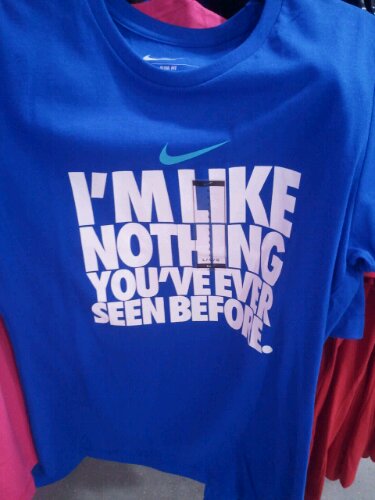 I'M LIKE
NOTHING
YOU'VE EVER
SEEN BEFORE.